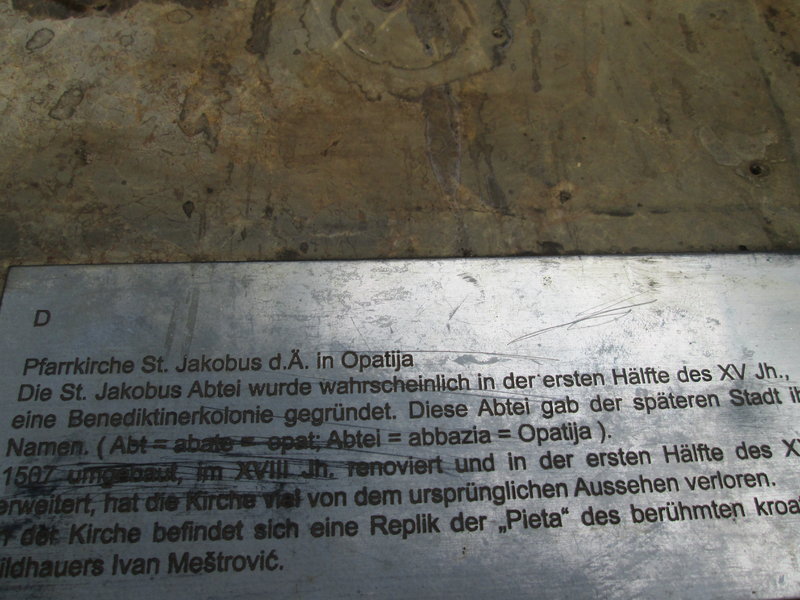 D
Pfarrkirche St. Jakobus d.Ä. in Opatija
Die St. Jakobus Abtei wurde wahrscheinlich in der ersten Hälfte des XV Jh.,
eine Benediktinerkolonie gegründet. Diese Abtei gab der späteren Stadt
Namen. ( Abt = abate = opat; Abtei = abbazia = Opatija ).
1507 umgebaut, im XVIII Jh. renoviert und in der ersten Hälfte des
erweitert, hat die Kirche viel von dem ursprünglichen Aussehen verloren.
der Kirche befindet sich eine Replik der „Pieta“ des berühmten
ildhauers Ivan Meštrović.